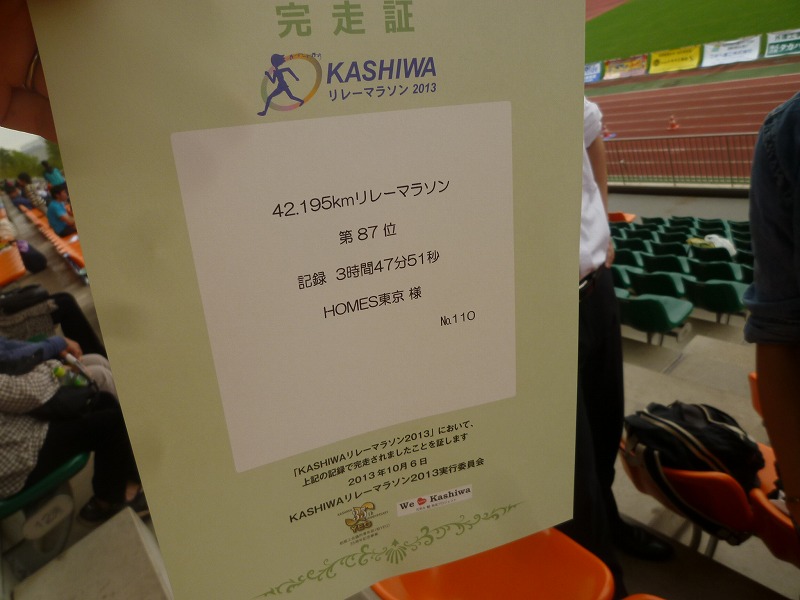 完走証
KASHIWA
リレーマラソン 2013
42.195kmリレーマラソン
第 87 位
記録 3時間47分51秒
HOMES東京 様
№110
「KASHIWAリレーマラソン2013」において、
上記の記録で完走されましたことを証します
2013 年 10月 6 日
KASHIWAリレーマラソン2013実行委員会
We Kashiwa